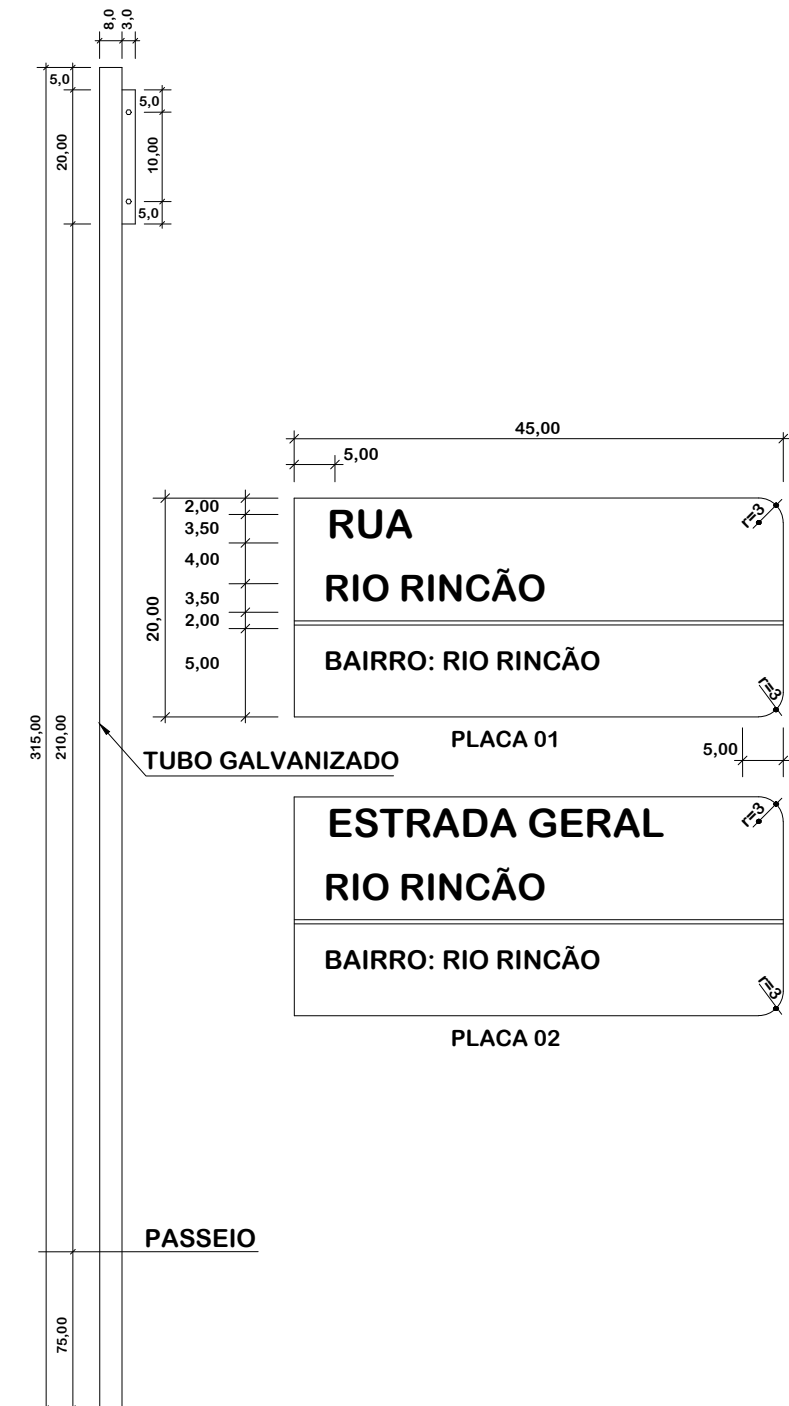 8,0
3,0
5,0
20,00
5,0
10,00
5,0
45,00
5,00
2,00
3,50
4,00
3,50
2,00
5,00
20,00
RUA
r=3
RIO RINCÃO
BAIRRO: RIO RINCÃO
r=3
PLACA 01
5,00
315,00
210,00
TUBO GALVANIZADO
ESTRADA GERAL
r=3
RIO RINCÃO
BAIRRO: RIO RINCÃO
r=3
PLACA 02
PASSEIO
75,00